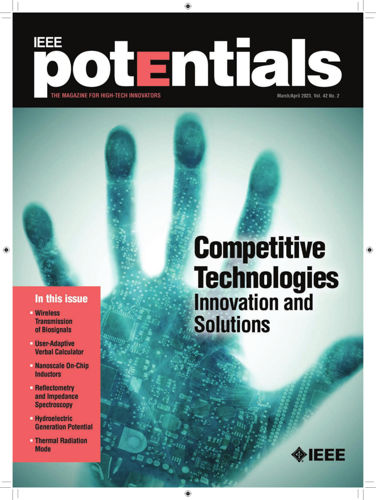 IEEE
potEntials
THE MAGAZINE FOR HIGH-TECH INNOVATORS
March/April 2023, Vol. 42 No. 2
Competitive
Technologies
Innovation and
Solutions
In this issue
• Wireless
Transmission
of Biosignals
• User-Adaptive
Verbal Calculator
• Nanoscale On-Chip
Inductors
• Reflectometry
and Impedance
Spectroscopy
• Hydroelectric
Generation Potential
• Thermal Radiation
Mode
IEEE